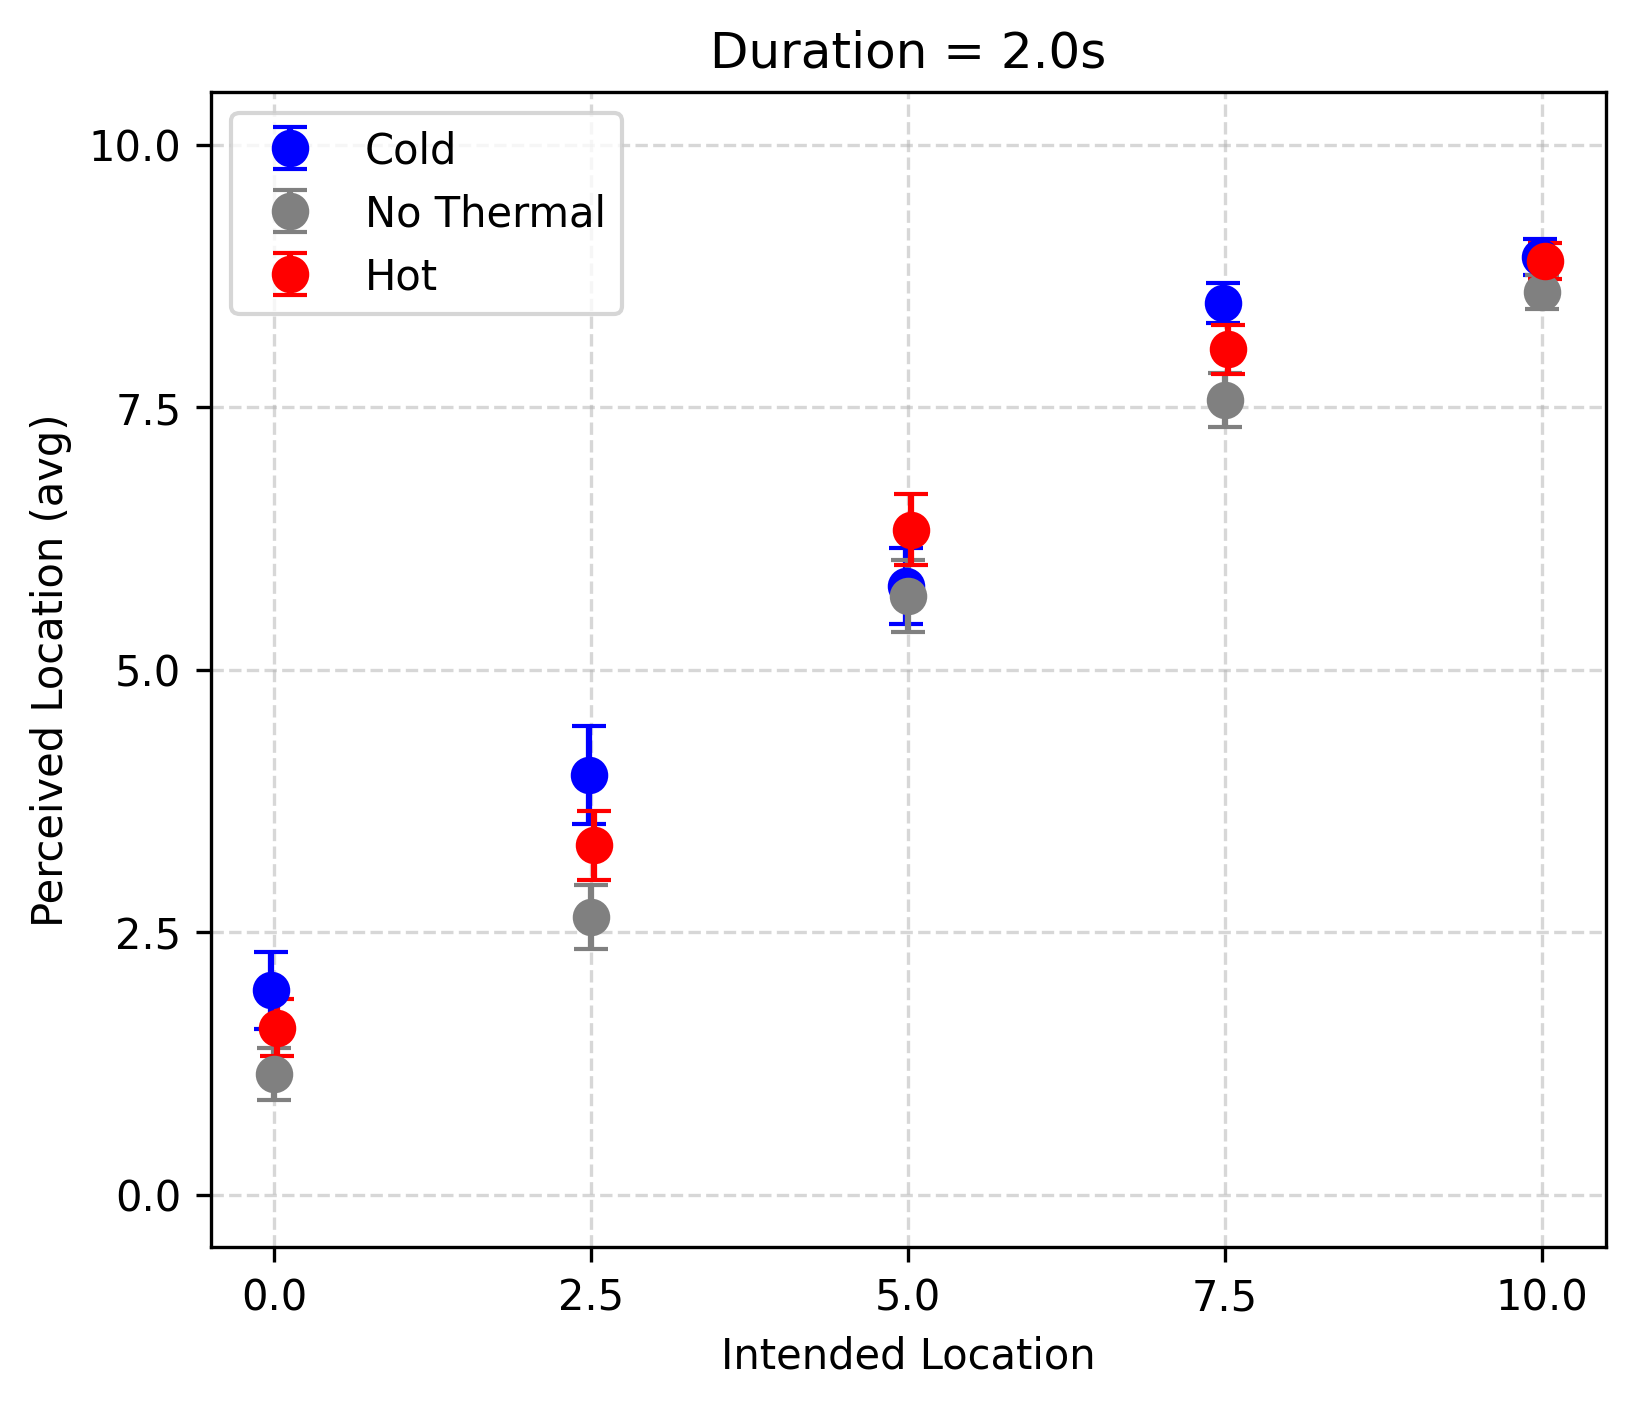 Duration = 2.0s
Cold
No Thermal
Hot
10.0
7.5
5.0
2.5
0.0
Perceived Location (avg)
0.0 2.5 5.0 7.5 10.0
Intended Location